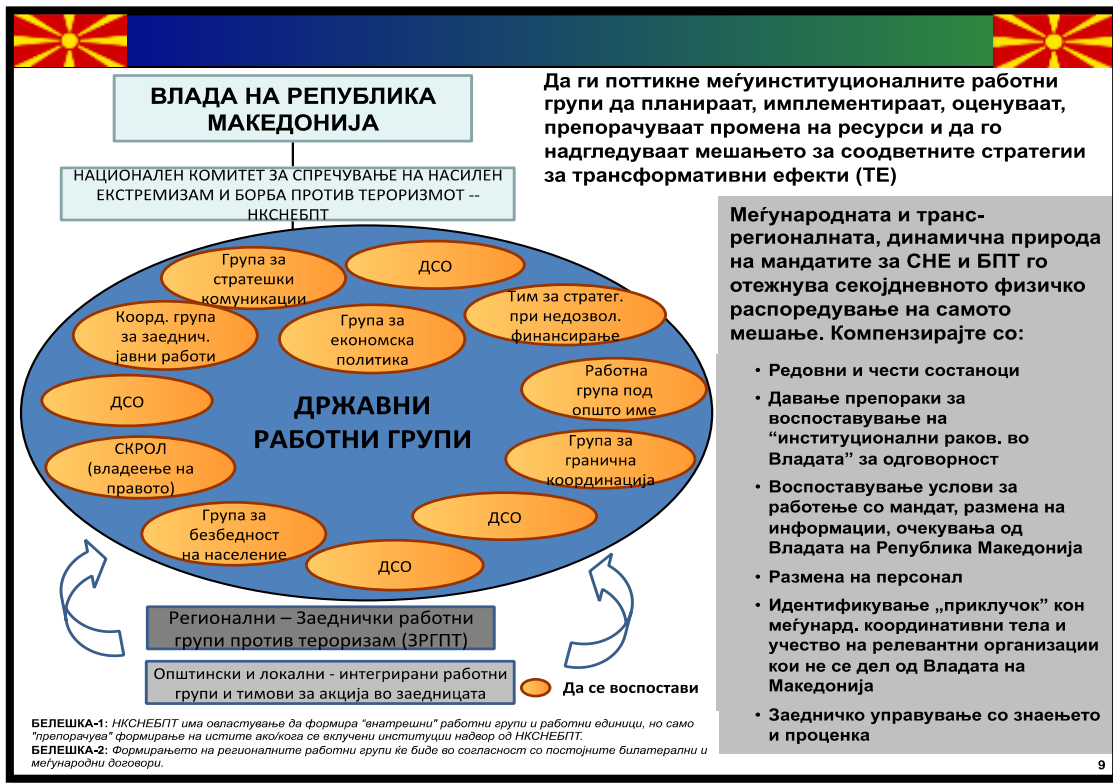 ВЛАДА НА РЕПУБЛИКА
МАКЕДОНИЈА
НАЦИОНАЛЕН КОМИТЕТ ЗА СПРЕЧУВАЊЕ НА НАСИЛЕН
ЕКСТРЕМИЗАМ И БОРБА ПРОТИВ ТЕРОРИЗМОТ --
НКСНЕБПТ
Да ги поттикне меѓуинституционалните работни
групи да планираат, имплементираат, оценуваат,
препорачуваат промена на ресурси и да го
надгледуваат мешањето за соодветните стратегии
за трансформативни ефекти (ТЕ)
Група за
стратешки
комуникации
ДСО
Тим за стратег.
при недозвол.
финансирање
Коорд. група
за заеднич.
јавни работи
Група за
економска
политика
Работна
група под
општо име
ДСО
ДРЖАВНИ
РАБОТНИ ГРУПИ
СКРОЛ
(владеење на
правото)
Група за
гранична
координација
Група за
безбедност
на население
ДСО
ДСО
Регионални – Заеднички работни
групи против тероризам (ЗРГПТ)
Општински и локални - интегрирани работни
групи и тимови за акција во заедницата
Да се воспостави
Меѓународната и транс-
регионалната, динамична природа
на мандатите за СНЕ и БПТ го
отежнува секојдневното физичко
распоредување на самото
мешање. Компензирајте со:
• Редовни и чести состаноци
• Давање препораки за
воспоставување на
“институционални раков. во
Владата” за одговорност
• Воспоставување услови за
работење со мандат, размена на
информации, очекувања од
Владата на Република Македонија
• Размена на персонал
• Идентификување „приклучок” кон
меѓунард. координативни тела и
учество на релевантни организации
кои не се дел од Владата на
Македонија
• Заедничко управување со знаењето
и проценка
БЕЛЕШКА-1: НКСНЕБПТ има овластување да формира “внатрешни" работни групи и работни единици, но само
"препорачува" формирање на истите ако/кога се вклучени институции надвор од НКСНЕБПТ.
БЕЛЕШКА-2: Формирањето на регионалните работни групи ќе биде во согласност со постојните билатерални и
меѓународни договори.
9